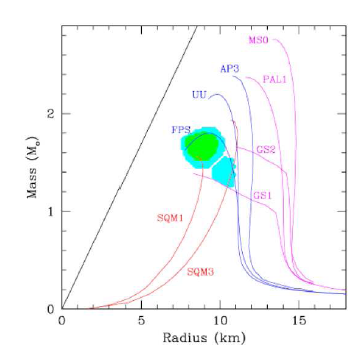 MS0
AP3
PAL1
UU
FPS
GS2
GS1
SQM1
SQM3
2
1
0
Mass (M₀)
0
5
10
15
Radius (km)